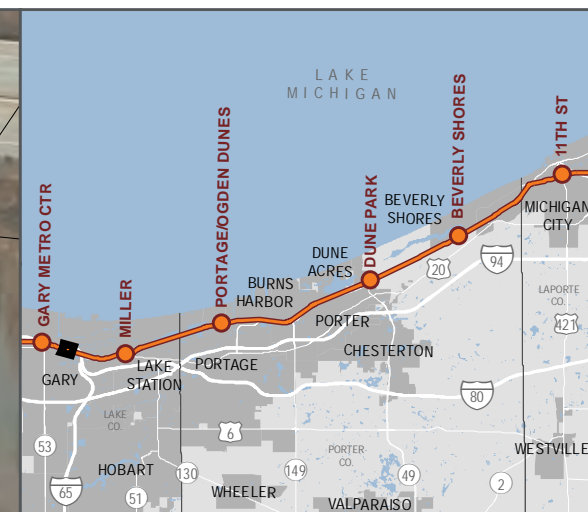 LAKE
MICHIGAN
11TH ST
BEVERLY SHORES
PORTAGE/OGDEN DUNES
DUNE PARK
GARY METRO CTR
MILLER
BEVERLY
SHORES
MICHIGAN
CITY
DUNE
ACRES
20
94
BURNS
HARBOR
LAPORTE
CO.
421
PORTER
CHESTERTON
LAKE
STATION
PORTAGE
GARY
80
LAKE
CO.
6
53
PORTER
CO.
WESTVILLE
HOBART
130
149
49
2
65
51
WHEELER
VALPARAISO